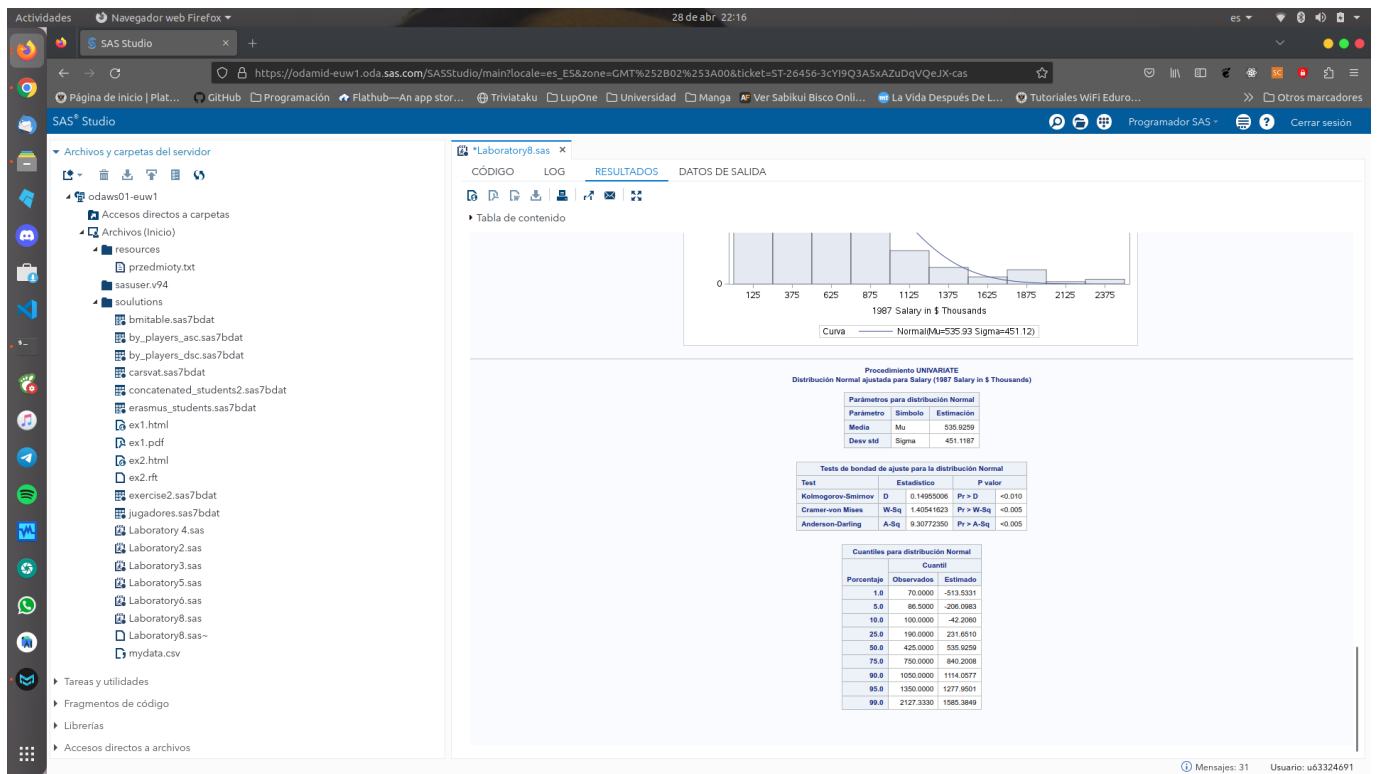 Actividades Navegador web Firefox 28 de abr 22:16 es
SAS Studio × +
https://odamid-euw1.oda.sas.com/SASStudio/main?locale=es_ES&zone=GMT%252B02%253A00&ticket=ST-26456-3cYI9Q3A5xAZuDqVQeJX-cas
Página de inicio | Plat... GitHub Programación Flathub—An app stor... Triviataku LupOne Universidad Manga Ver Sabikui Bisco Onli... La Vida Después De L... Tutoriales WiFi Eduro... Otros marcadores
SAS® Studio Programador SAS Cerrar sesión
Archivos y carpetas del servidor
odaws01-euw1
Accesos directos a carpetas
Archivos (Inicio)
resources
przedmioty.txt
sasuser.v94
soulutions
bmitable.sas7bdat
by_players_asc.sas7bdat
by_players_dsc.sas7bdat
carsvat.sas7bdat
concatenated_students2.sas7bdat
erasmus_students.sas7bdat
ex1.html
ex1.pdf
ex2.html
ex2.rft
exercise2.sas7bdat
jugadores.sas7bdat
Laboratory 4.sas
Laboratory2.sas
Laboratory3.sas
Laboratory5.sas
Laboratory6.sas
Laboratory8.sas
Laboratory8.sas~
mydata.csv
Tareas y utilidades
Fragmentos de código
Librerías
Accesos directos a archivos
*Laboratory8.sas ×
CÓDIGO LOG RESULTADOS DATOS DE SALIDA
Tabla de contenido
0
125 375 625 875 1125 1375 1625 1875 2125 2375
1987 Salary in $ Thousands
Curva Normal(Mu=535.93 Sigma=451.12)
Procedimiento UNIVARIATE
Distribución Normal ajustada para Salary (1987 Salary in $ Thousands)
Parámetros para distribución Normal
Parámetro Símbolo Estimación
Media Mu 535.9259
Desv std Sigma 451.1187
Tests de bondad de ajuste para la distribución Normal
Test Estadístico P valor
Kolmogorov-Smirnov D 0.14955006 Pr > D <0.010
Cramer-von Mises W-Sq 1.40541623 Pr > W-Sq <0.005
Anderson-Darling A-Sq 9.30772350 Pr > A-Sq <0.005
Cuantiles para distribución Normal
Cuantil
Porcentaje Observados Estimado
1.0 70.0000 -513.5331
5.0 86.5000 -206.0983
10.0 100.0000 -42.2060
25.0 190.0000 231.6510
50.0 425.0000 535.9259
75.0 750.0000 840.2008
90.0 1050.0000 1114.0577
95.0 1350.0000 1277.9501
99.0 2127.3330 1585.3849
Mensajes: 31 Usuario: u63324691